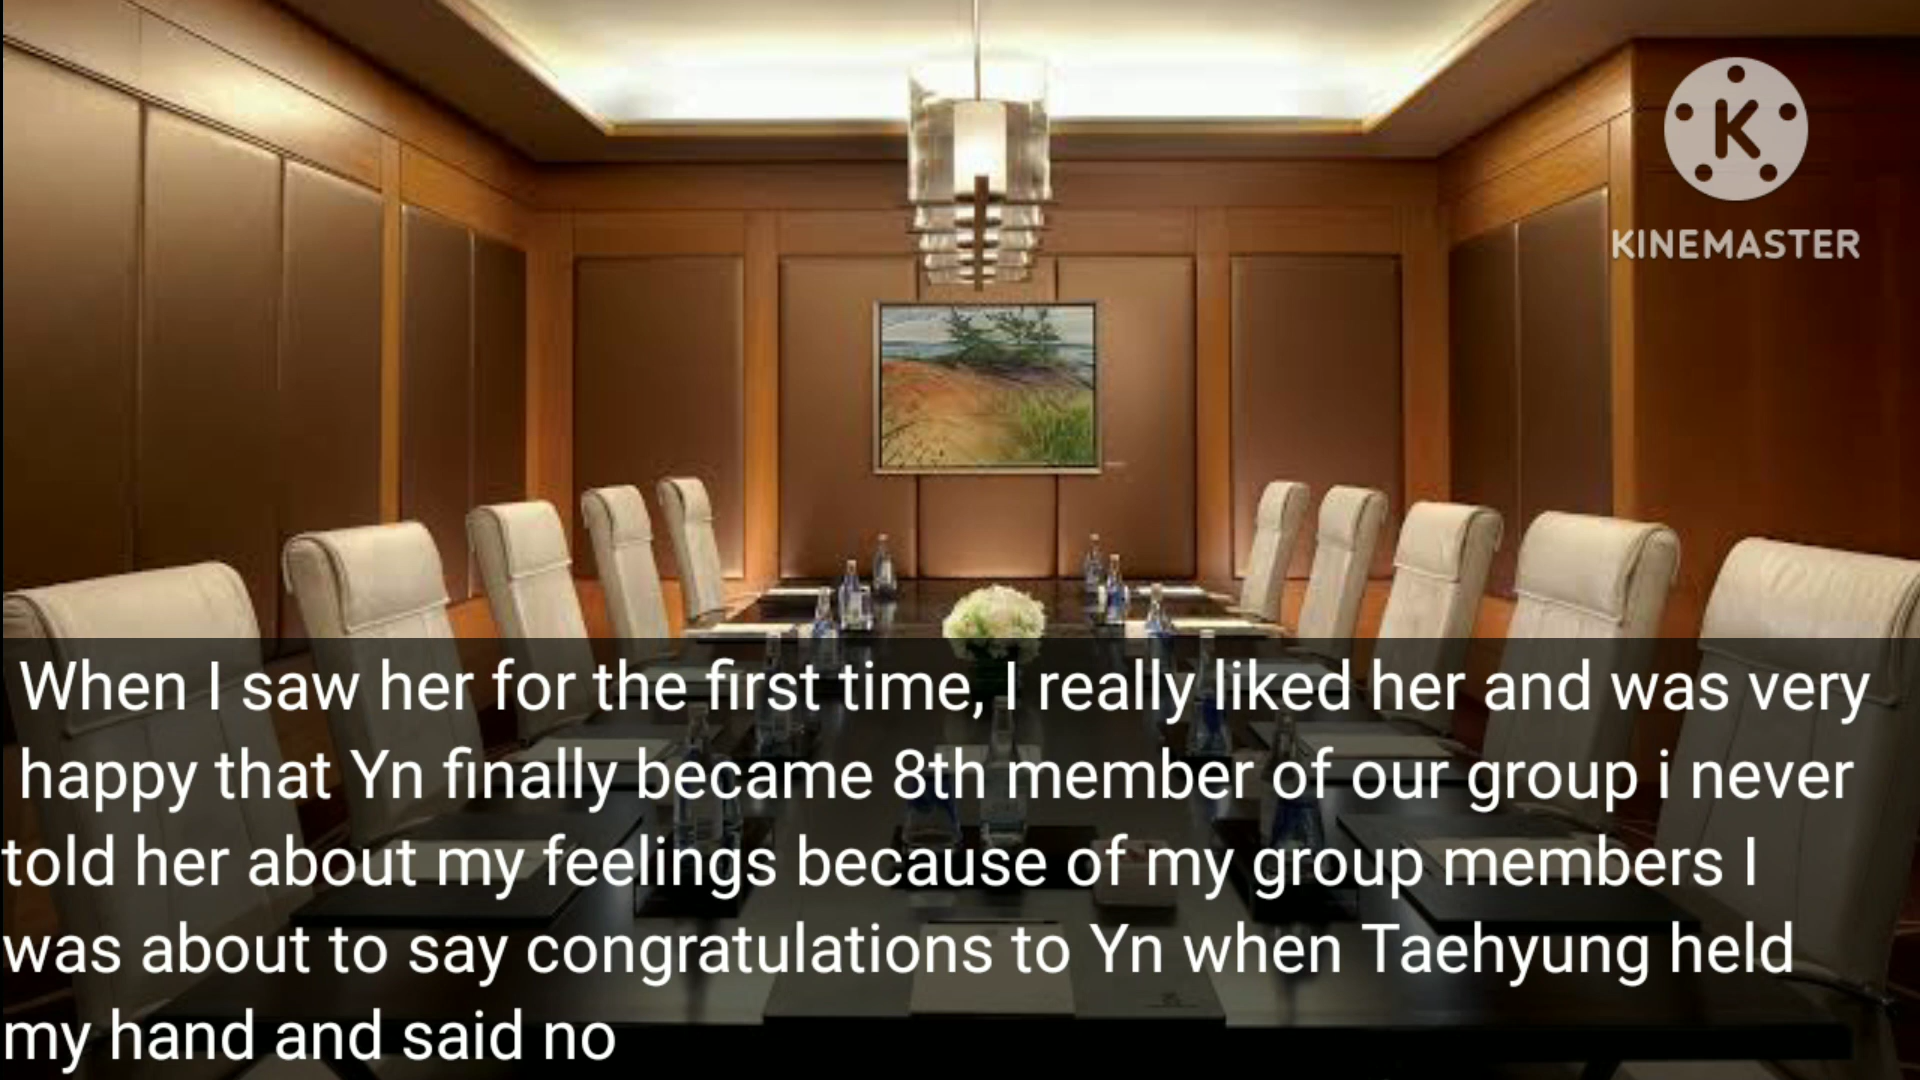 K
KINEMASTER
When I saw her for the first time, I really liked her and was very
happy that Yn finally became 8th member of our group i never
told her about my feelings because of my group members I
was about to say congratulations to Yn when Taehyung held
my hand and said no